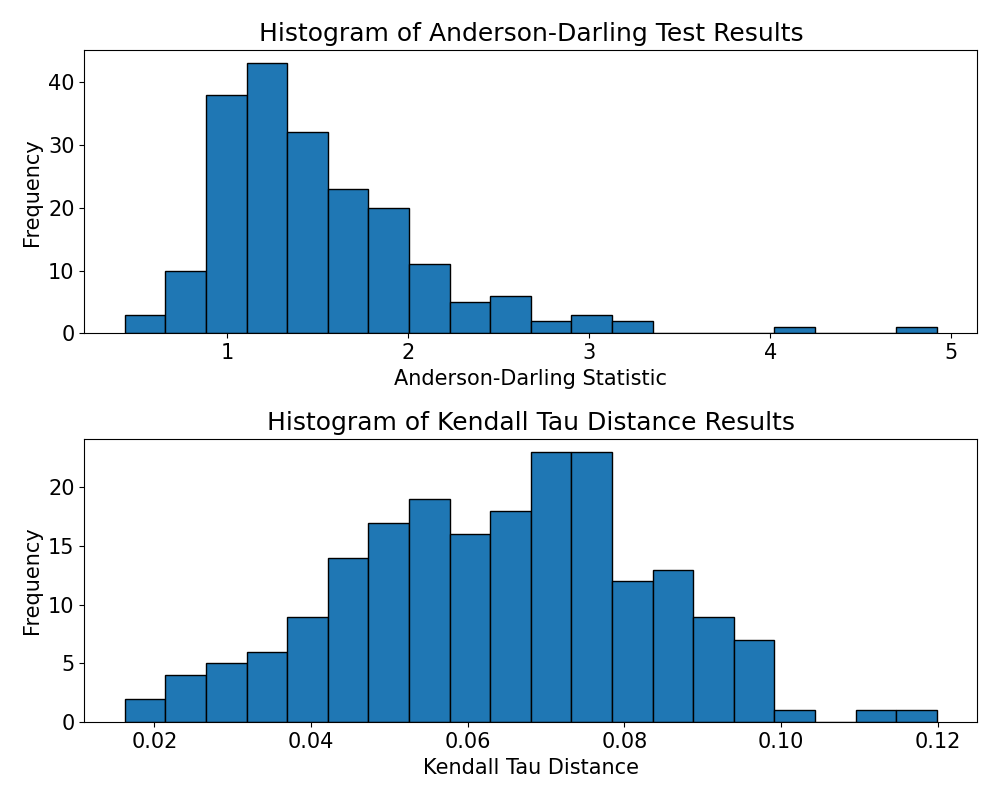 Histogram of Anderson-Darling Test Results
Frequency
40
30
20
10
0
1 2 3 4 5
Anderson-Darling Statistic
Histogram of Kendall Tau Distance Results
Frequency
20
15
10
5
0
0.02 0.04 0.06 0.08 0.10 0.12
Kendall Tau Distance